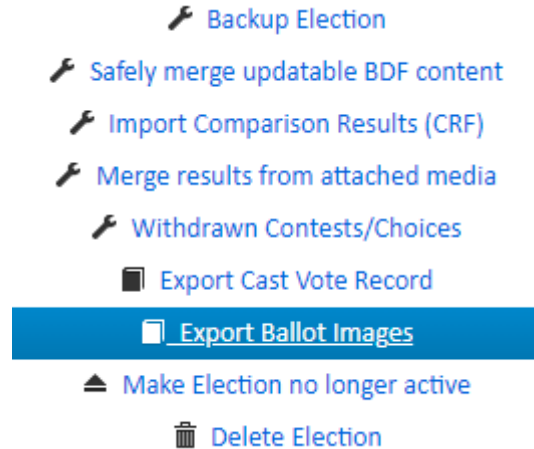 Backup Election
Safely merge updatable BDF content
Import Comparison Results (CRF)
Merge results from attached media
Withdrawn Contests/Choices
Export Cast Vote Record
Export Ballot Images
Make Election no longer active
Delete Election